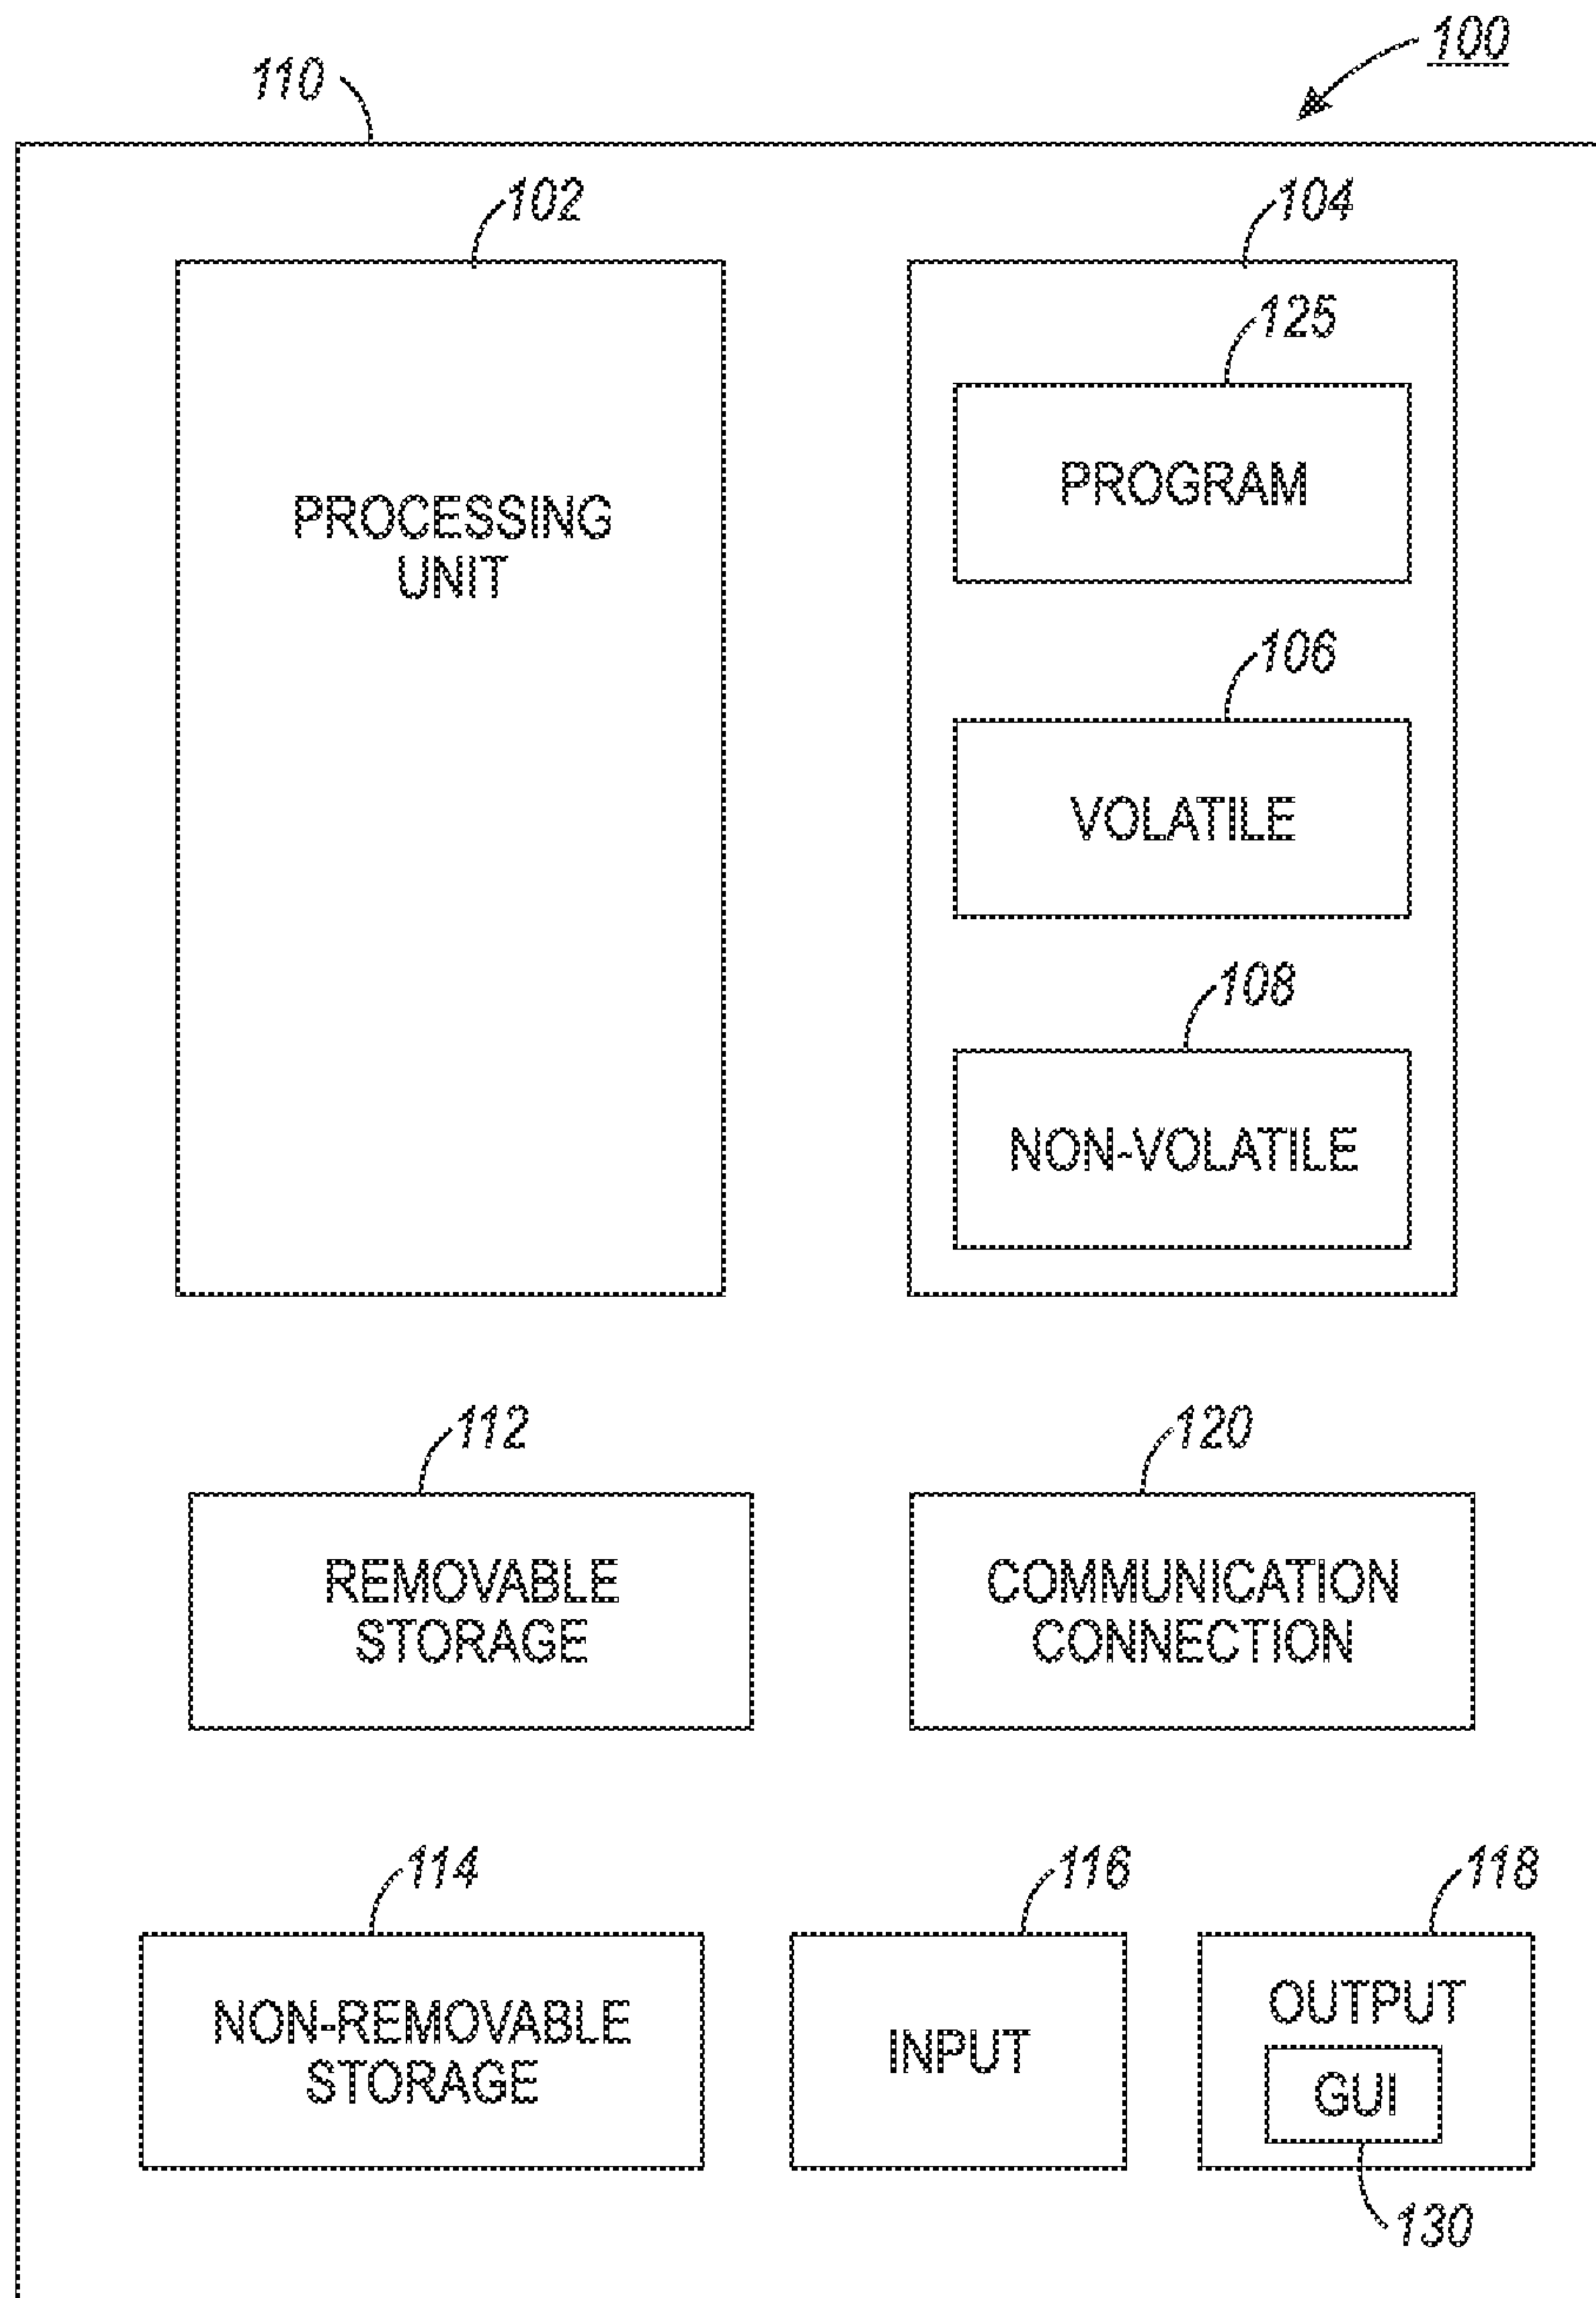 100
110
102
104
125
PROCESSING
UNIT
PROGRAM
106
VOLATILE
108
NON-VOLATILE
112
120
REMOVABLE
STORAGE
COMMUNICATION
CONNECTION
114
116
118
NON-REMOVABLE
STORAGE
INPUT
OUTPUT
GUI
130